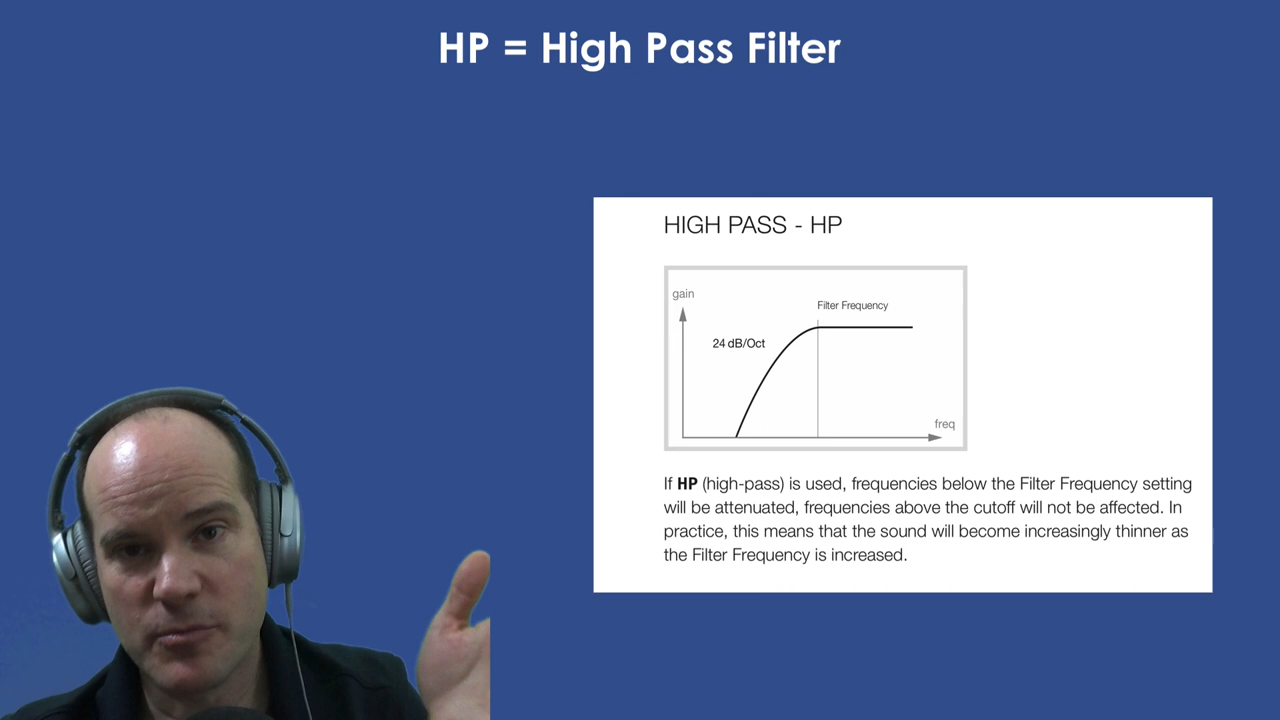 HP = High Pass Filter
HIGH PASS - HP
gain
Filter Frequency
24 dB/Oct
freq
If HP (high-pass) is used, frequencies below the Filter Frequency setting
will be attenuated, frequencies above the cutoff will not be affected. In
practice, this means that the sound will become increasingly thinner as
the Filter Frequency is increased.